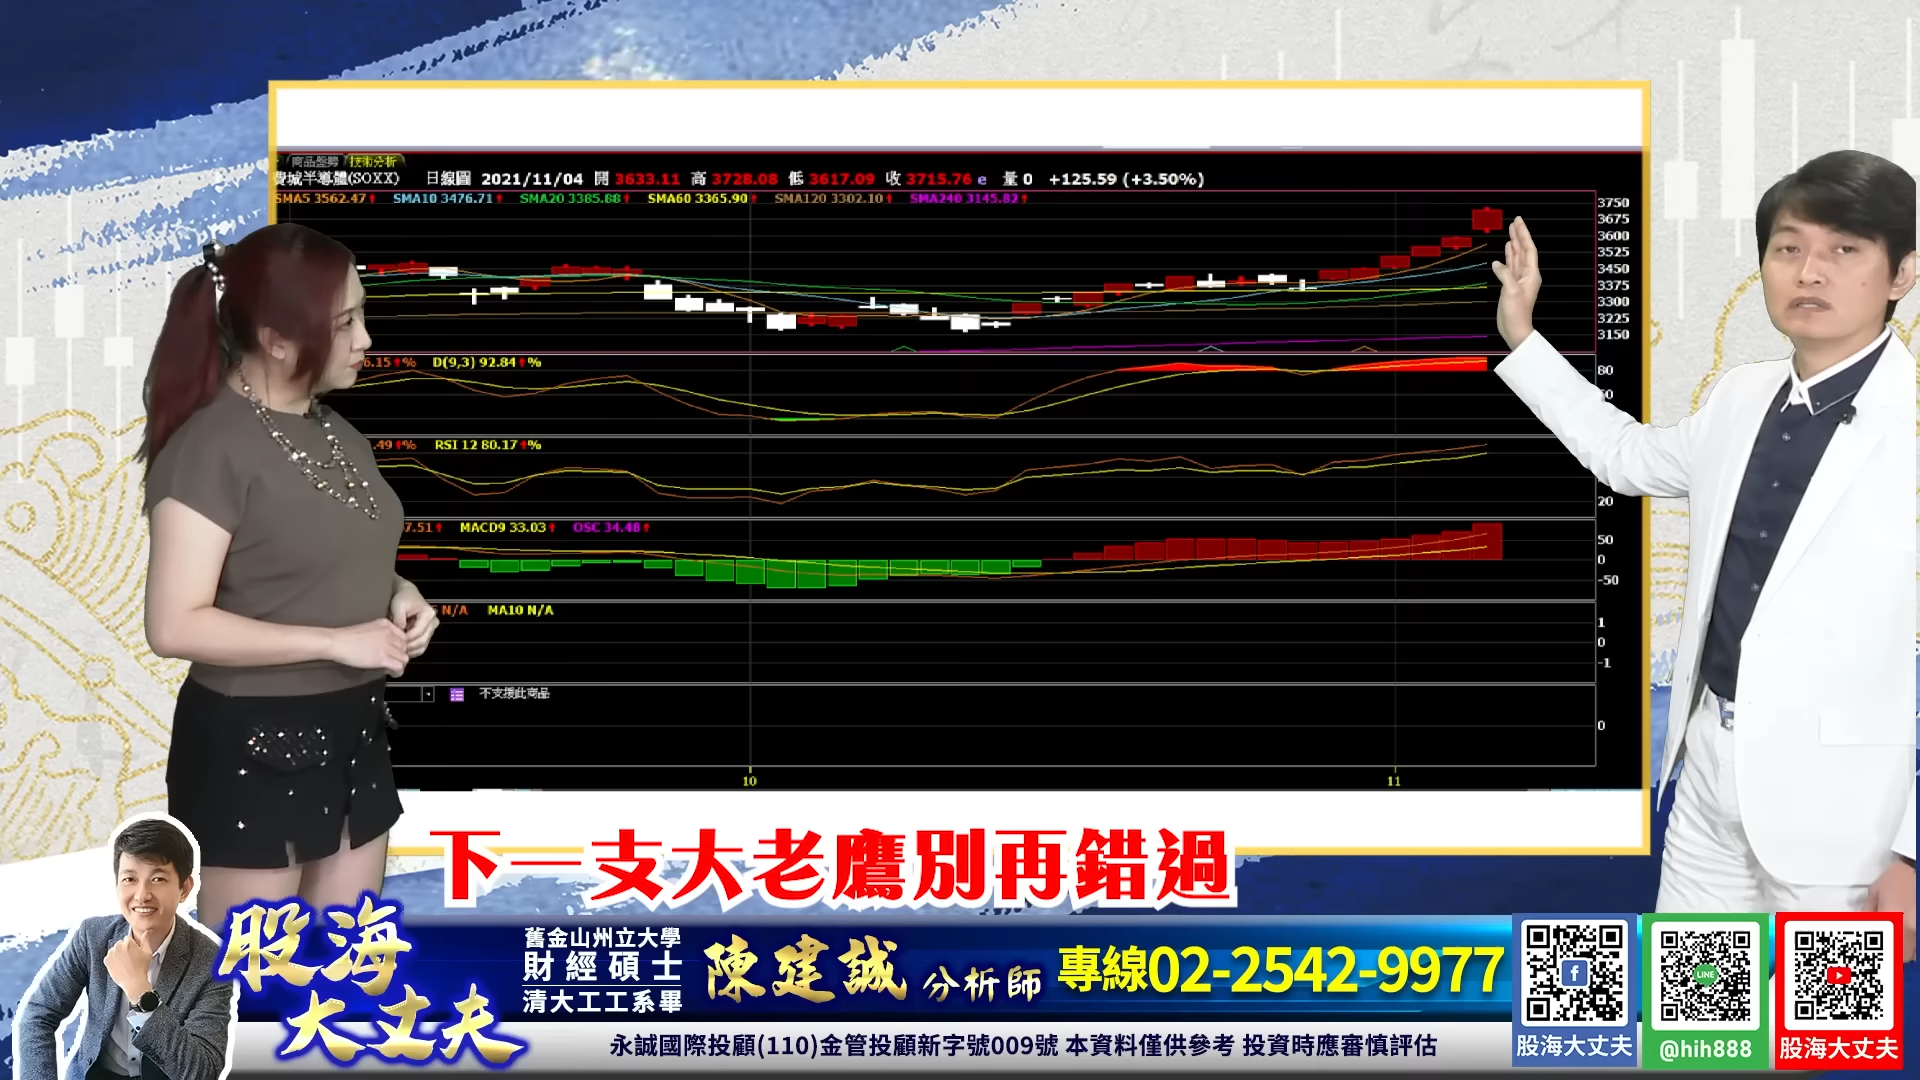 商品盤勢 技術分析
費城半導體(SOXX) 日線圖 2021/11/04 開 3633.11 高 3728.08 低 3617.09 收 3715.76 e 量 0 +125.59 (+3.50%)
SMA5 3562.47↑ SMA10 3476.71↑ SMA20 3385.88↑ SMA60 3365.90↑ SMA120 3302.10↑ SMA240 3145.82↑
3750
3675
3600
3525
3450
3375
3300
3225
3150
6.15↑% D(9,3) 92.84↑%
80
.49↑% RSI 12 80.17↑%
20
7.51↑ MACD9 33.03↑ OSC 34.48↑
50
0
-50
N/A MA10 N/A
1
0
-1
不支援此商品
0
10 11
下一支大老鷹別再錯過
股海
大丈夫
舊金山州立大學
財經碩士
清大工工系畢
陳建誠 分析師
專線02-2542-9977
永誠國際投顧(110)金管投顧新字號009號 本資料僅供參考 投資時應審慎評估
f
股海大丈夫
LINE
@hih888
股海大丈夫